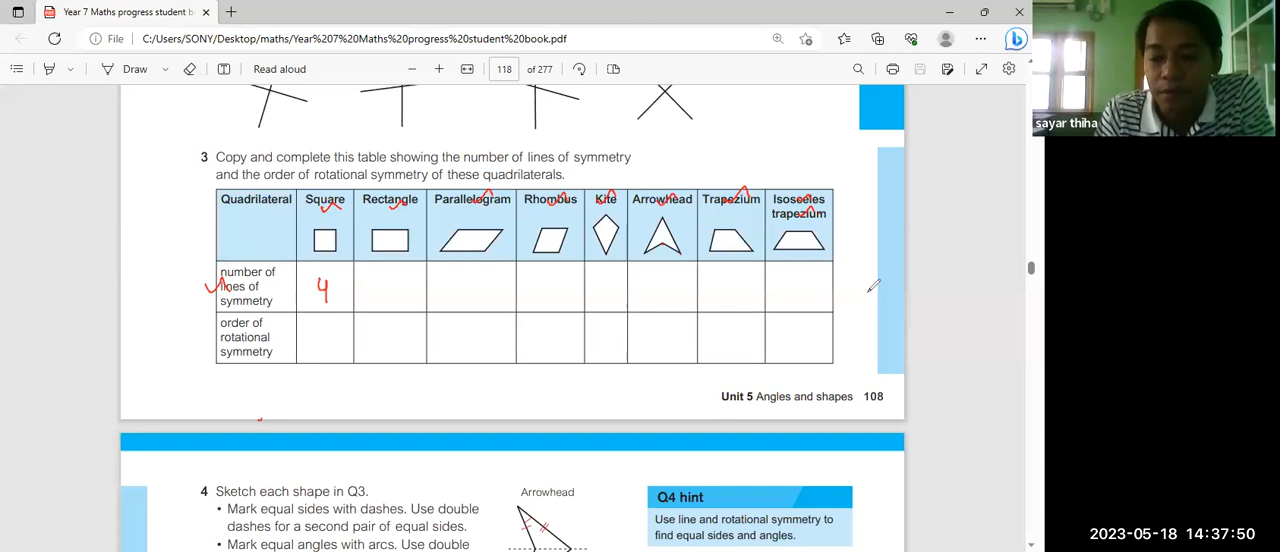 Year 7 Maths progress student b
File
C:/Users/SONY/Desktop/maths/Year%207%20Maths%20progress%20student%20book.pdf
Draw
Read aloud
118
of 277
sayar thiha
3 Copy and complete this table showing the number of lines of symmetry
and the order of rotational symmetry of these quadrilaterals.
Quadrilateral Square Rectangle Parallelogram Rhombus Kite Arrowhead Trapezium Isosceles
trapezium
number of
lines of
symmetry
4
order of
rotational
symmetry
Unit 5 Angles and shapes 108
4 Sketch each shape in Q3.
• Mark equal sides with dashes. Use double
dashes for a second pair of equal sides.
• Mark equal angles with arcs. Use double
Arrowhead
Q4 hint
Use line and rotational symmetry to
find equal sides and angles.
2023-05-18 14:37:50